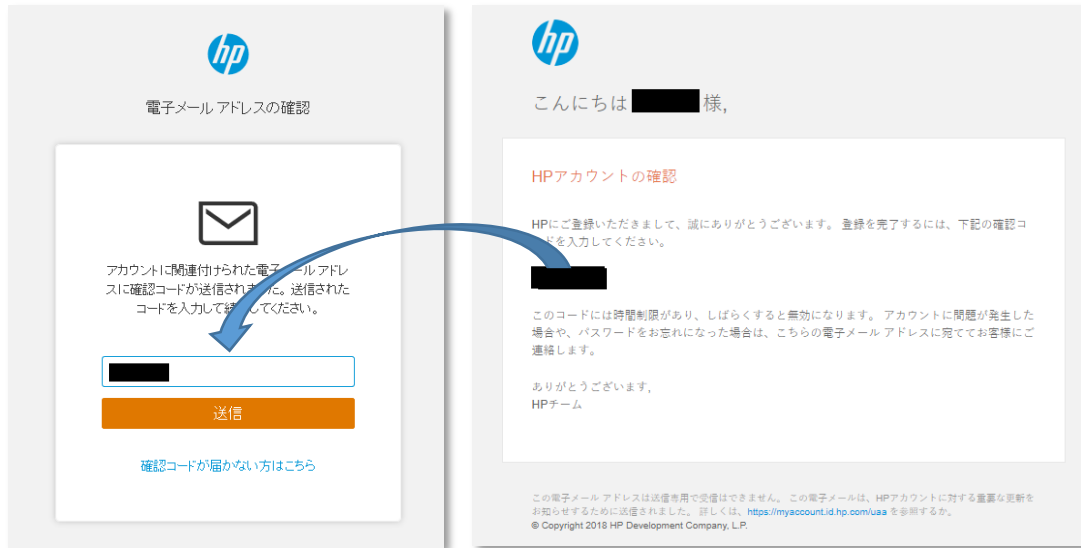 hp
電子メール アドレスの確認
アカウントに関連付けられた電子メール アドレ
スに確認コードが送信されました。送信された
コードを入力して続してください。
送信
確認コードが届かない方はこちら
hp
こんにちは 様,
HPアカウントの確認
HPにご登録いただきまして、誠にありがとうございます。 登録を完了するには、下記の確認コ
ドを入力してください。
このコードには時間制限があり、しばらくすると無効になります。 アカウントに問題が発生した
場合や、パスワードをお忘れになった場合は、こちらの電子メール アドレスに宛ててお客様にご
連絡します。
ありがとうございます,
HPチーム
この電子メール アドレスは送信専用で受信はできません。 この電子メールは、HPアカウントに対する重要な更新を
お知らせするために送信されました。 詳しくは、https://myaccount.id.hp.com/uaa を参照するか。
© Copyright 2018 HP Development Company, L.P.